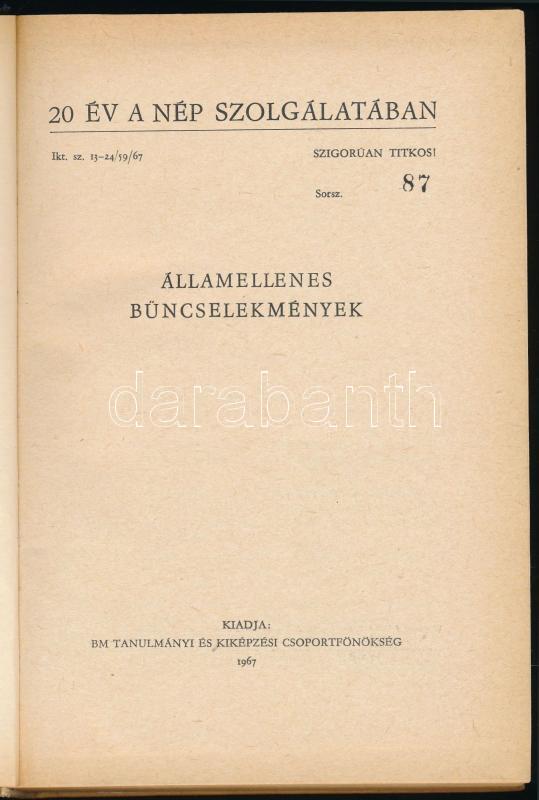 20 ÉV A NÉP SZOLGÁLATÁBAN
Ikt. sz. 13–24/59/67 SZIGORÚAN TITKOS!
Sorsz. 87
ÁLLAMELLENES
BŰNCSELEKMÉNYEK
darabanth
KIADJA:
BM TANULMÁNYI ÉS KIKÉPZÉSI CSOPORTFŐNÖKSÉG
1967